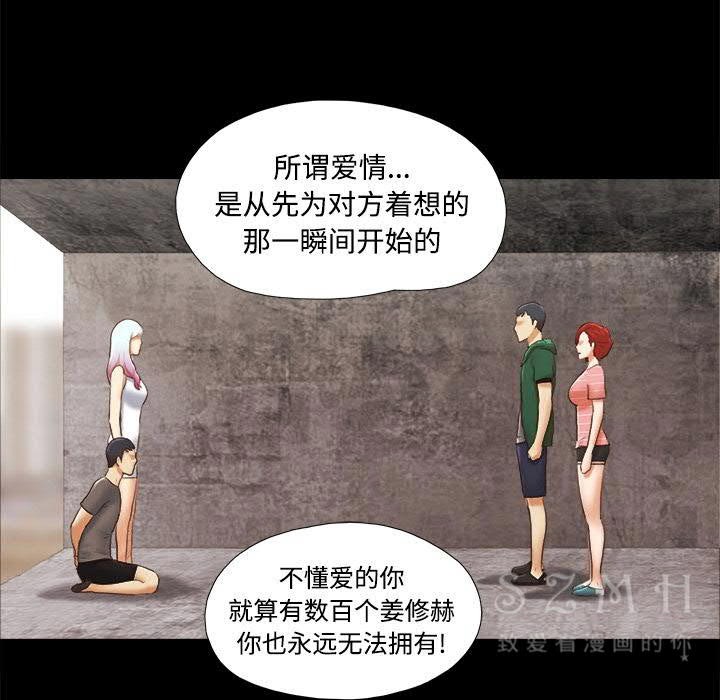 所谓爱情...
是从先为对方着想的
那一瞬间开始的
不懂爱的你
就算有数百个姜修赫
你也永远无法拥有!
SZMH
致爱看漫画的你